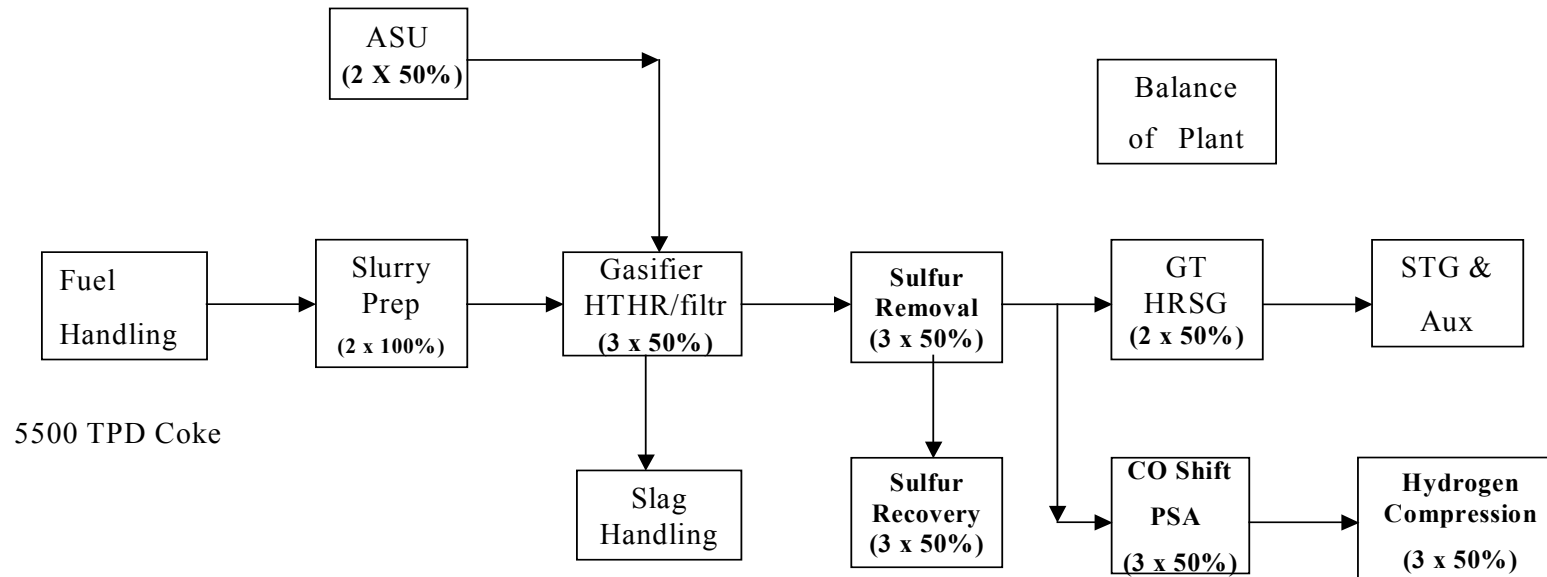 ASU
(2 X 50%)
Balance
of Plant
Fuel
Handling
Slurry
Prep
(2 x 100%)
Gasifier
HTHR/filtr
(3 x 50%)
Sulfur
Removal
(3 x 50%)
GT
HRSG
(2 x 50%)
STG &
Aux
5500 TPD Coke
Slag
Handling
Sulfur
Recovery
(3 x 50%)
CO Shift
PSA
(3 x 50%)
Hydrogen
Compression
(3 x 50%)